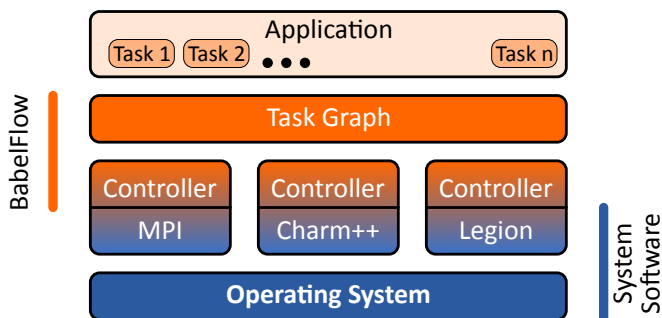 Application
Task 1 Task 2 ••• Task n
BabelFlow
Task Graph
Controller Controller Controller
MPI Charm++ Legion
Operating System
System
Software